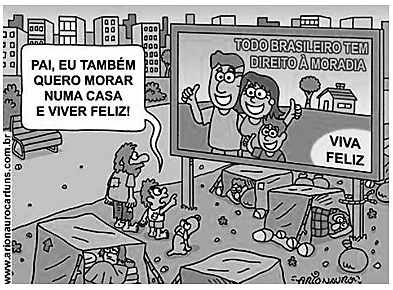 TODO BRASILEIRO TEM
DIREITO À MORADIA
PAI, EU TAMBÉM
QUERO MORAR
NUMA CASA
E VIVER FELIZ!
VIVA
FELIZ
www.arionaurocartuns.com.br
ARIONAURO